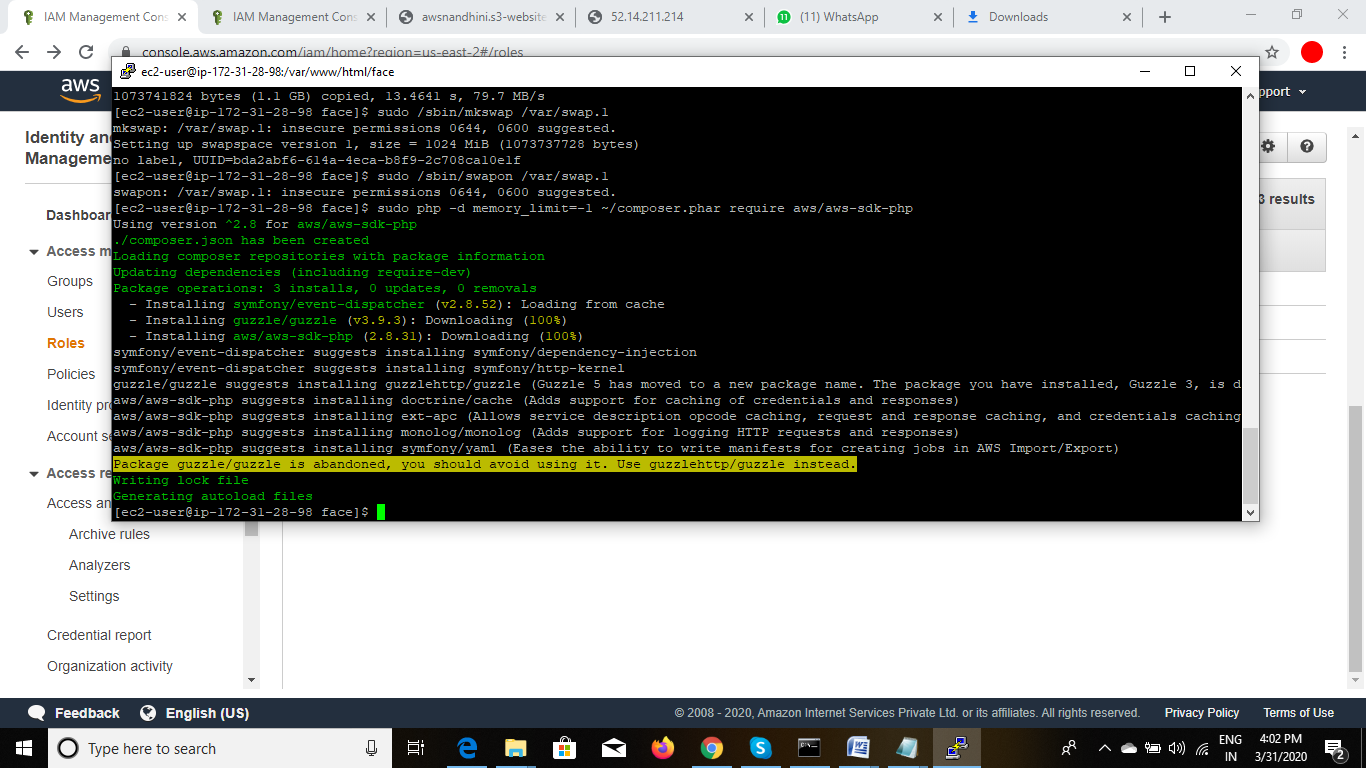 IAM Management Cons
IAM Management Cons
awsnandhini.s3-website
52.14.211.214
(11) WhatsApp
Downloads
console.aws.amazon.com/iam/home?region=us-east-2#/roles
ec2-user@ip-172-31-28-98:/var/www/html/face
aws
pport
1073741824 bytes (1.1 GB) copied, 13.4641 s, 79.7 MB/s
[ec2-user@ip-172-31-28-98 face]$ sudo /sbin/mkswap /var/swap.1
mkswap: /var/swap.1: insecure permissions 0644, 0600 suggested.
Setting up swapspace version 1, size = 1024 MiB (1073737728 bytes)
no label, UUID=bda2abf6-614a-4eca-b8f9-2c708ca10e1f
[ec2-user@ip-172-31-28-98 face]$ sudo /sbin/swapon /var/swap.1
swapon: /var/swap.1: insecure permissions 0644, 0600 suggested.
[ec2-user@ip-172-31-28-98 face]$ sudo php -d memory_limit=-1 ~/composer.phar require aws/aws-sdk-php
Using version ^2.8 for aws/aws-sdk-php
./composer.json has been created
Loading composer repositories with package information
Updating dependencies (including require-dev)
Package operations: 3 installs, 0 updates, 0 removals
- Installing symfony/event-dispatcher (v2.8.52): Loading from cache
- Installing guzzle/guzzle (v3.9.3): Downloading (100%)
- Installing aws/aws-sdk-php (2.8.31): Downloading (100%)
symfony/event-dispatcher suggests installing symfony/dependency-injection
symfony/event-dispatcher suggests installing symfony/http-kernel
guzzle/guzzle suggests installing guzzlehttp/guzzle (Guzzle 5 has moved to a new package name. The package you have installed, Guzzle 3, is d
aws/aws-sdk-php suggests installing doctrine/cache (Adds support for caching of credentials and responses)
aws/aws-sdk-php suggests installing ext-apc (Allows service description opcode caching, request and response caching, and credentials caching
aws/aws-sdk-php suggests installing monolog/monolog (Adds support for logging HTTP requests and responses)
aws/aws-sdk-php suggests installing symfony/yaml (Eases the ability to write manifests for creating jobs in AWS Import/Export)
Package guzzle/guzzle is abandoned, you should avoid using it. Use guzzlehttp/guzzle instead.
Writing lock file
Generating autoload files
[ec2-user@ip-172-31-28-98 face]$
Identity an
Manageme
Dashboar
Access m
Groups
Users
Roles
Policies
Identity pro
Account se
Access re
Access an
Archive rules
Analyzers
Settings
Credential report
Organization activity
3 results
Feedback
English (US)
© 2008 - 2020, Amazon Internet Services Private Ltd. or its affiliates. All rights reserved.
Privacy Policy
Terms of Use
Type here to search
ENG
IN
4:02 PM
3/31/2020
2